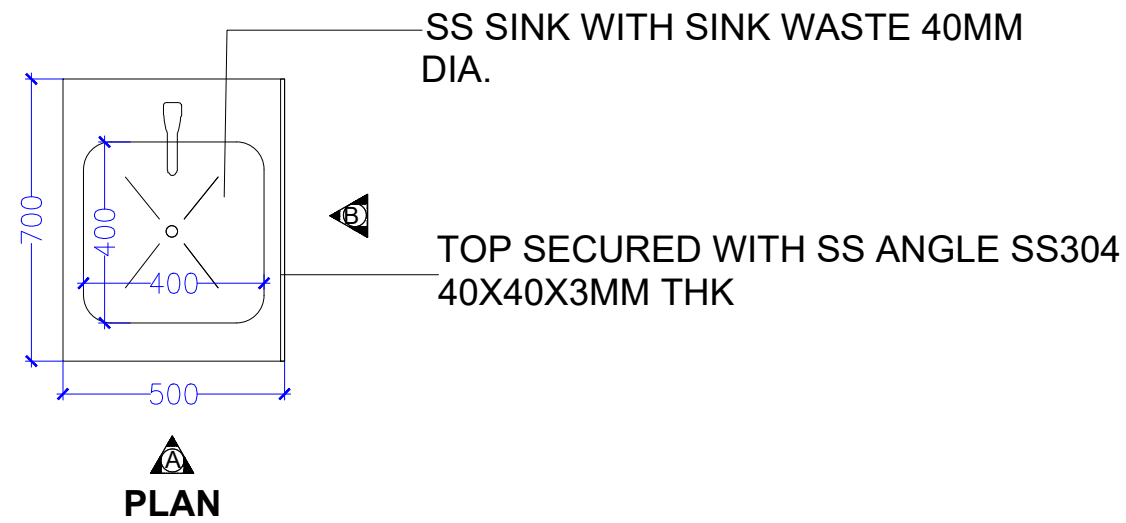 SS SINK WITH SINK WASTE 40MM
DIA.
700
400
400
B
TOP SECURED WITH SS ANGLE SS304
40X40X3MM THK
500
A
PLAN